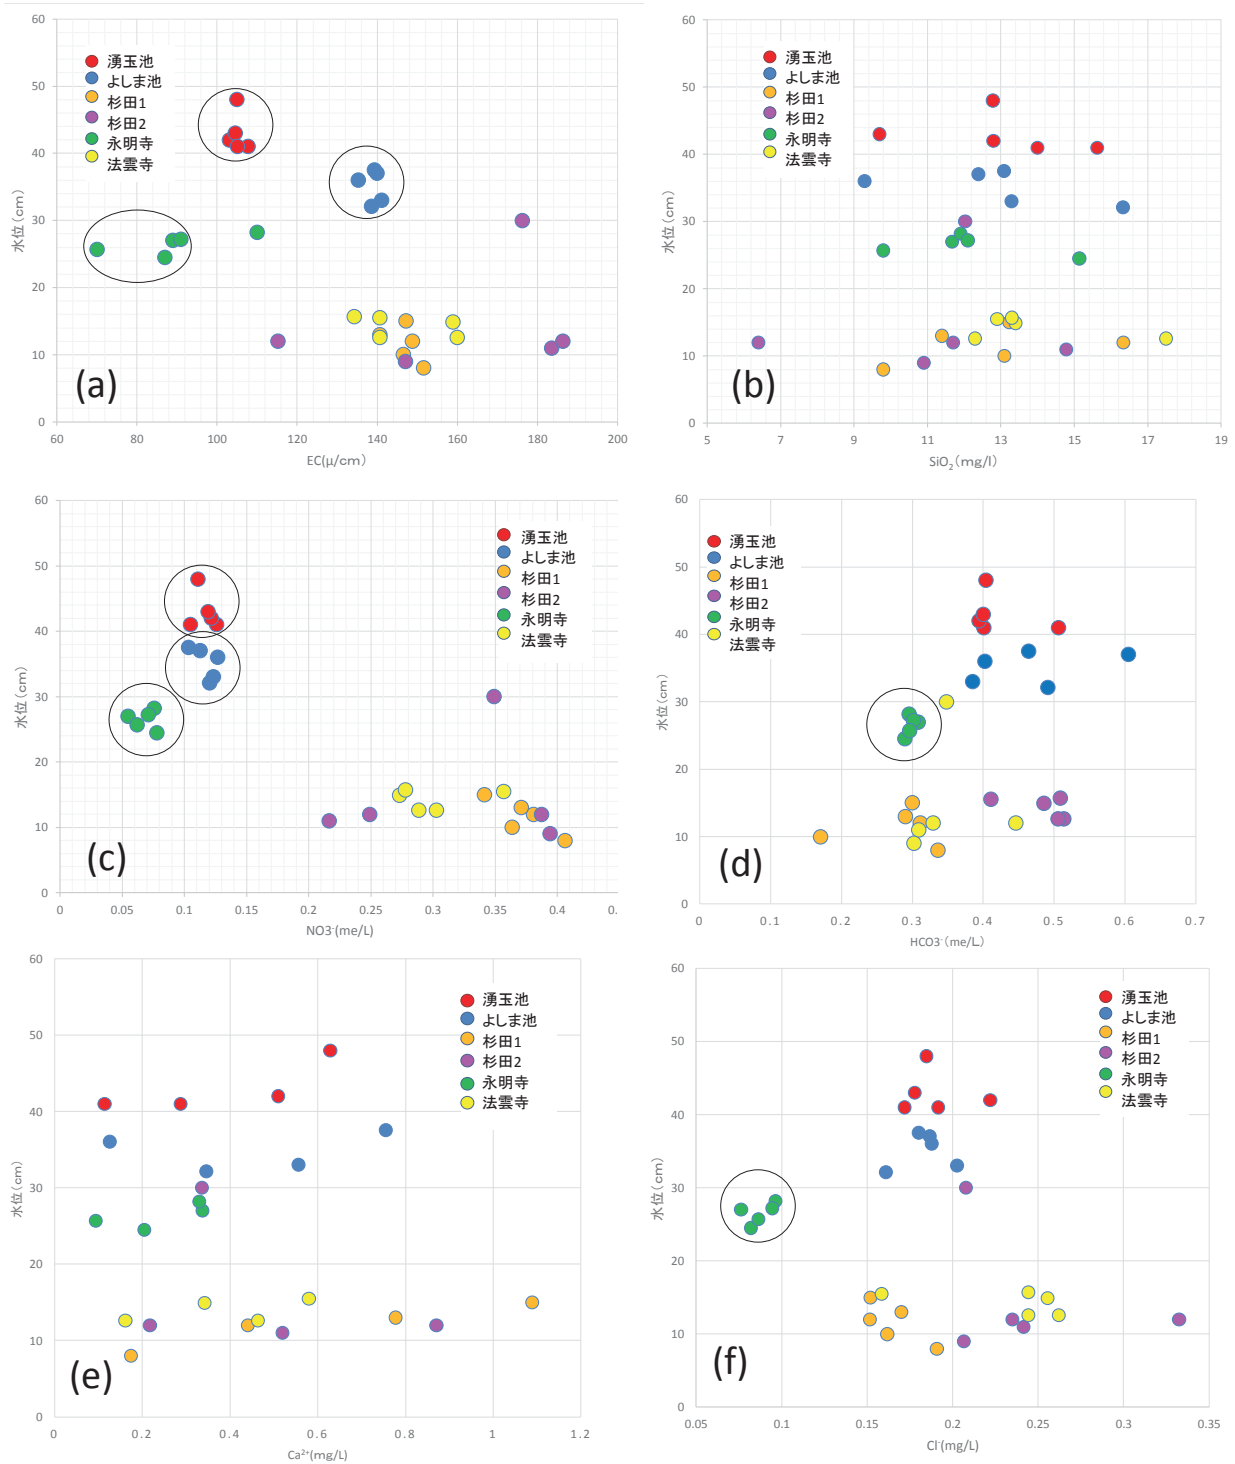 60
50
40
30
20
10
0
水位(cm)
湧玉池
よしま池
杉田1
杉田2
永明寺
法雲寺
(a)
60 80 100 120 140 160 180 200
EC(μ/cm)
60
50
40
30
20
10
0
水位(cm)
湧玉池
よしま池
杉田1
杉田2
永明寺
法雲寺
(b)
5 7 9 11 13 15 17 19
SiO₂(mg/l)
60
50
40
30
20
10
0
水位(cm)
湧玉池
よしま池
杉田1
杉田2
永明寺
法雲寺
(c)
0 0.05 0.1 0.15 0.2 0.25 0.3 0.35 0.4 0.
NO3⁻(me/L)
60
50
40
30
20
10
0
水位(cm)
湧玉池
よしま池
杉田1
杉田2
永明寺
法雲寺
(d)
0 0.1 0.2 0.3 0.4 0.5 0.6 0.7
HCO3⁻(me/L)
60
50
40
30
20
10
0
水位(cm)
湧玉池
よしま池
杉田1
杉田2
永明寺
法雲寺
(e)
0 0.2 0.4 0.6 0.8 1 1.2
Ca²⁺(mg/L)
60
50
40
30
20
10
0
水位(cm)
湧玉池
よしま池
杉田1
杉田2
永明寺
法雲寺
(f)
0.05 0.1 0.15 0.2 0.25 0.3 0.35
Cl⁻(mg/L)